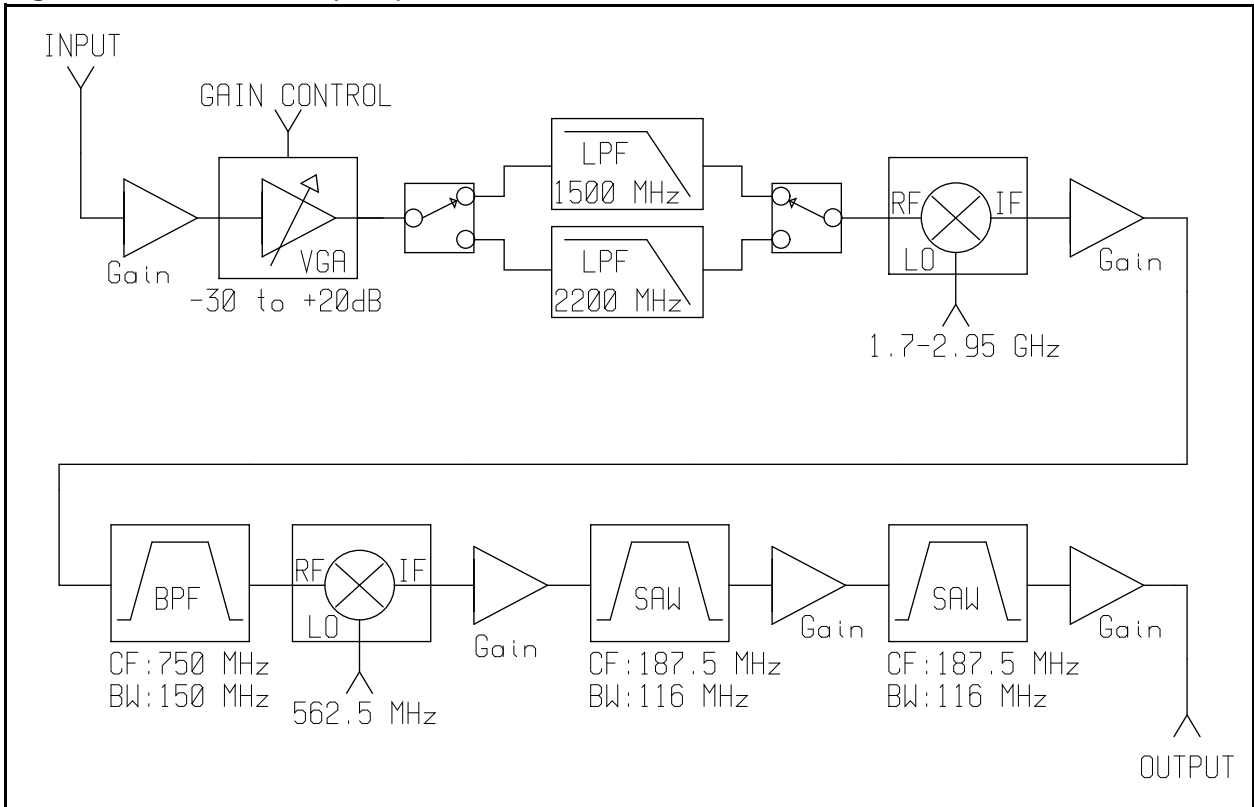 INPUT
GAIN CONTROL
Gain
VGA
-30 to +20dB
LPF
1500 MHz
LPF
2200 MHz
RF
IF
LO
1.7-2.95 GHz
Gain
BPF
CF:750 MHz
BW:150 MHz
RF
IF
LO
562.5 MHz
Gain
SAW
CF:187.5 MHz
BW:116 MHz
Gain
SAW
CF:187.5 MHz
BW:116 MHz
Gain
OUTPUT